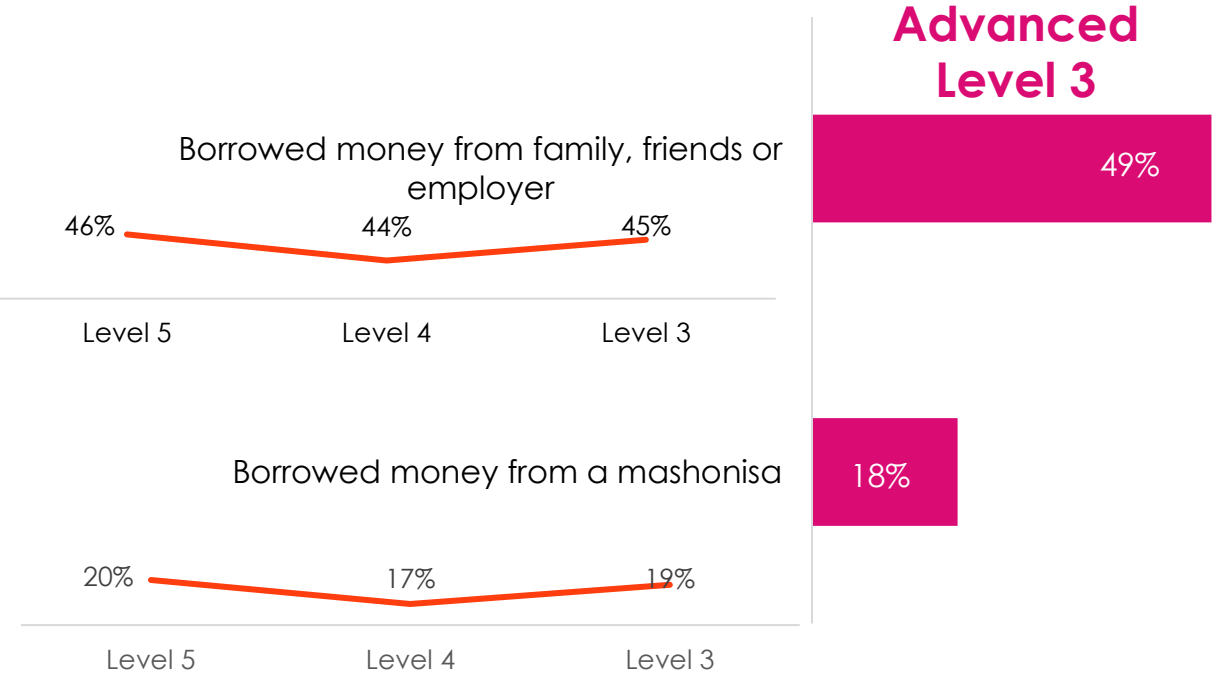 Advanced
Level 3
Borrowed money from family, friends or
employer
49%
46%
44%
45%
Level 5
Level 4
Level 3
Borrowed money from a mashonisa
18%
20%
17%
19%
Level 5
Level 4
Level 3